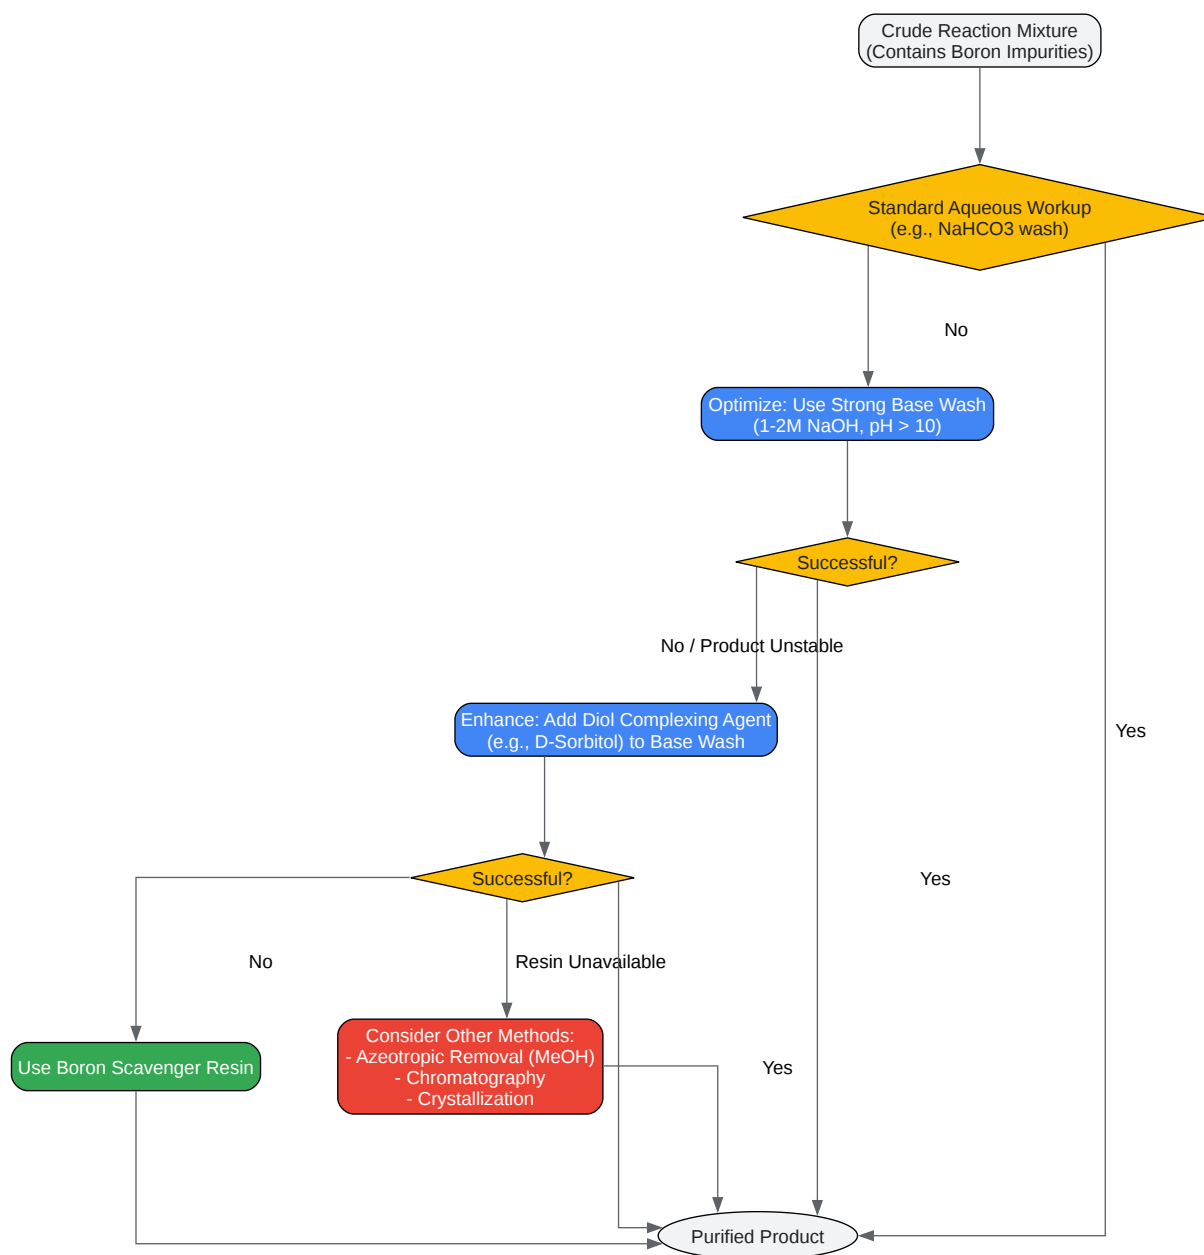 Crude Reaction Mixture
(Contains Boron Impurities)
Standard Aqueous Workup
(e.g., NaHCO3 wash)
No
Optimize: Use Strong Base Wash
(1-2M NaOH, pH > 10)
Successful?
No / Product Unstable
Enhance: Add Diol Complexing Agent
(e.g., D-Sorbitol) to Base Wash
Yes
Successful?
Yes
No
Resin Unavailable
Consider Other Methods:
- Azeotropic Removal (MeOH)
- Chromatography
- Crystallization
Use Boron Scavenger Resin
Yes
Purified Product